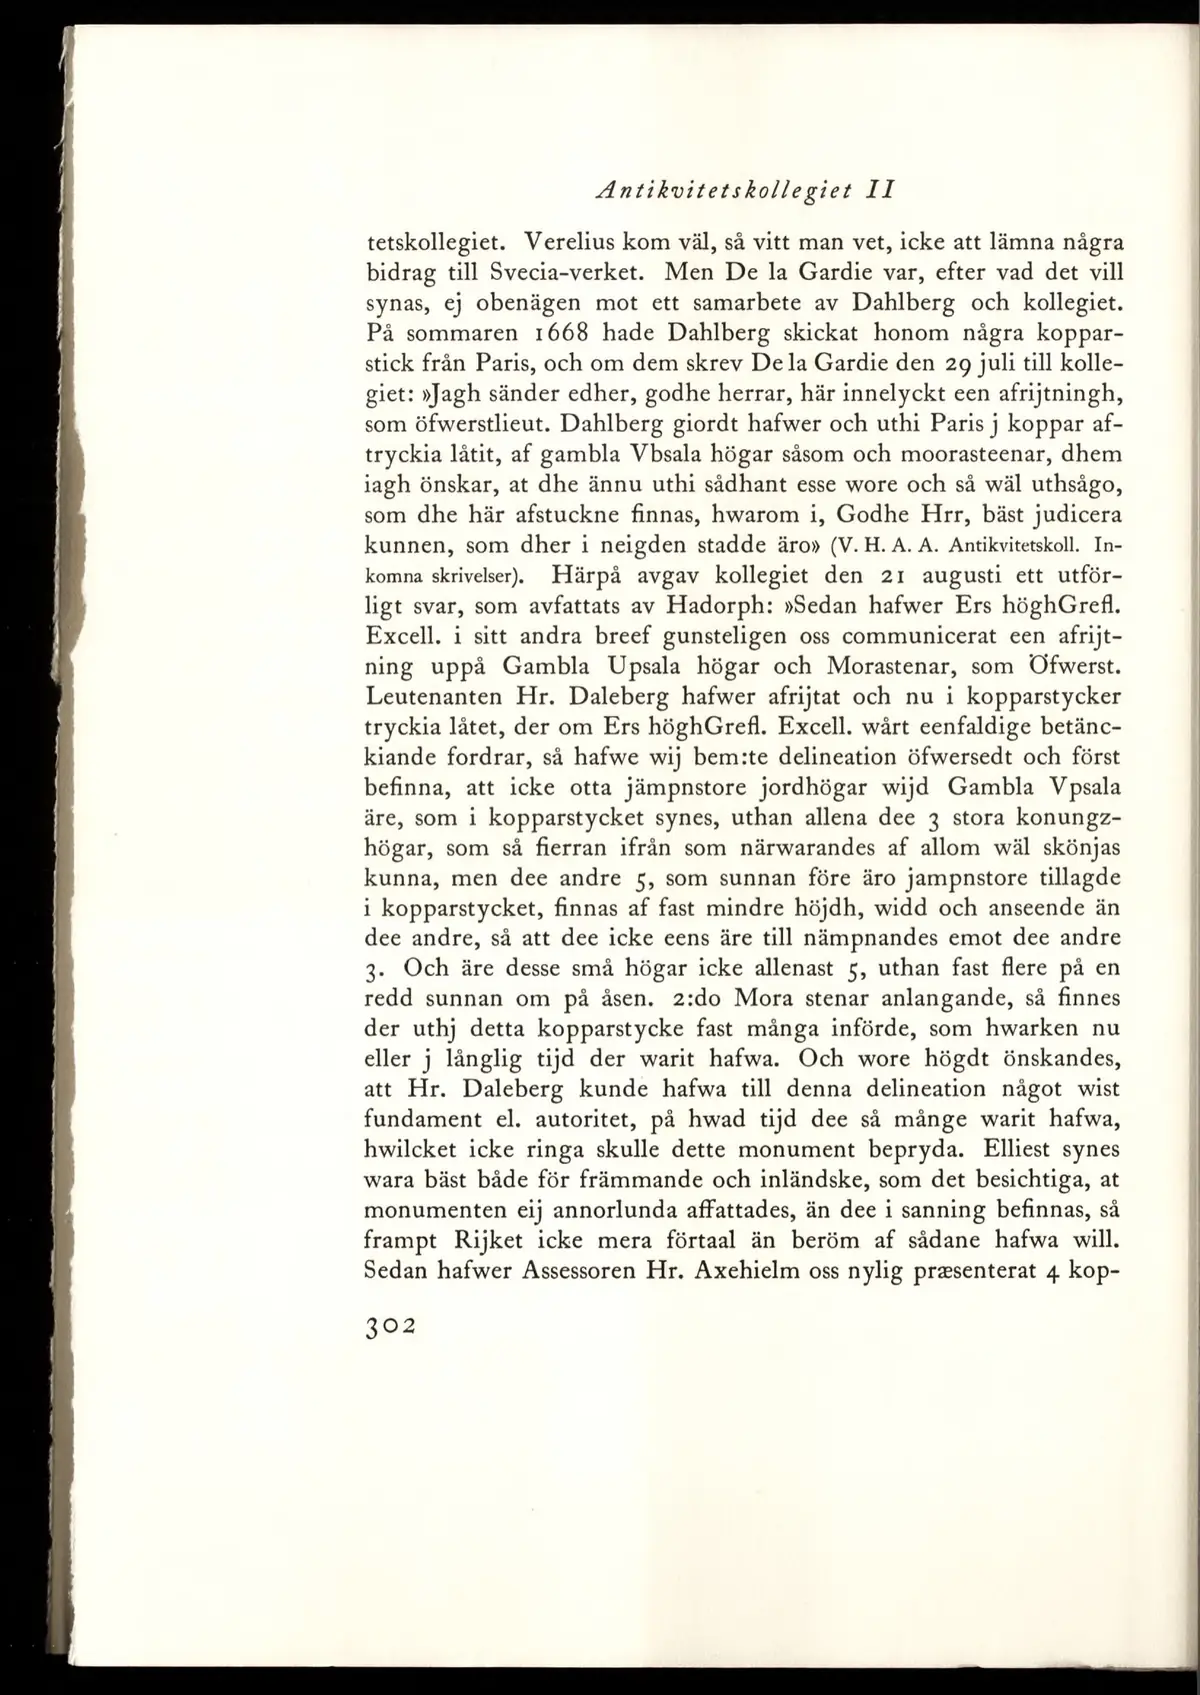 Antikvitetskollegiet II
tetskollegiet. Verelius kom väl, så vitt man vet, icke att lämna några
bidrag till Svecia-verket. Men De la Gardie var, efter vad det vill
synas, ej obenägen mot ett samarbete av Dahlberg och kollegiet.
På sommaren 1668 hade Dahlberg skickat honom några koppar-
stick från Paris, och om dem skrev De la Gardie den 29 juli till kolle-
giet: »Jagh sänder edher, godhe herrar, här innelyckt een afrijtningh,
som öfwerstlieut. Dahlberg giordt hafwer och uthi Paris j koppar af-
tryckia låtit, af gambla Vbsala högar såsom och moorasteenar, dhem
iagh önskar, at dhe ännu uthi sådhant esse wore och så wäl uthsågo,
som dhe här afstuckne finnas, hwarom i, Godhe Hrr, bäst judicera
kunnen, som dher i neigden stadde äro» (V. H. A. A. Antikvitetskoll. In-
komna skrivelser). Härpå avgav kollegiet den 21 augusti ett utför-
ligt svar, som avfattats av Hadorph: »Sedan hafwer Ers höghGrefl.
Excell. i sitt andra breef gunsteligen oss communicerat een afrijt-
ning uppå Gambla Upsala högar och Morastenar, som Öfwerst.
Leutenanten Hr. Daleberg hafwer afrijtat och nu i kopparstycker
tryckia låtet, der om Ers höghGrefl. Excell. wårt eenfaldige betänc-
kiande fordrar, så hafwe wij bem:te delineation öfwersedt och först
befinna, att icke otta jämpnstore jordhögar wijd Gambla Vpsala
äre, som i kopparstycket synes, uthan allena dee 3 stora konungz-
högar, som så fierran ifrån som närwarandes af allom wäl skönjas
kunna, men dee andre 5, som sunnan före äro jampnstore tillagde
i kopparstycket, finnas af fast mindre höjdh, widd och anseende än
dee andre, så att dee icke eens äre till nämpnandes emot dee andre
3. Och äre desse små högar icke allenast 5, uthan fast flere på en
redd sunnan om på åsen. 2:do Mora stenar anlangande, så finnes
der uthj detta kopparstycke fast många införde, som hwarken nu
eller j långlig tijd der warit hafwa. Och wore högdt önskandes,
att Hr. Daleberg kunde hafwa till denna delineation något wist
fundament el. autoritet, på hwad tijd dee så månge warit hafwa,
hwilcket icke ringa skulle dette monument bepryda. Elliest synes
wara bäst både för främmande och inländske, som det besichtiga, at
monumenten eij annorlunda affattades, än dee i sanning befinnas, så
frampt Rijket icke mera förtaal än beröm af sådane hafwa will.
Sedan hafwer Assessoren Hr. Axehielm oss nylig præsenterat 4 kop-
302